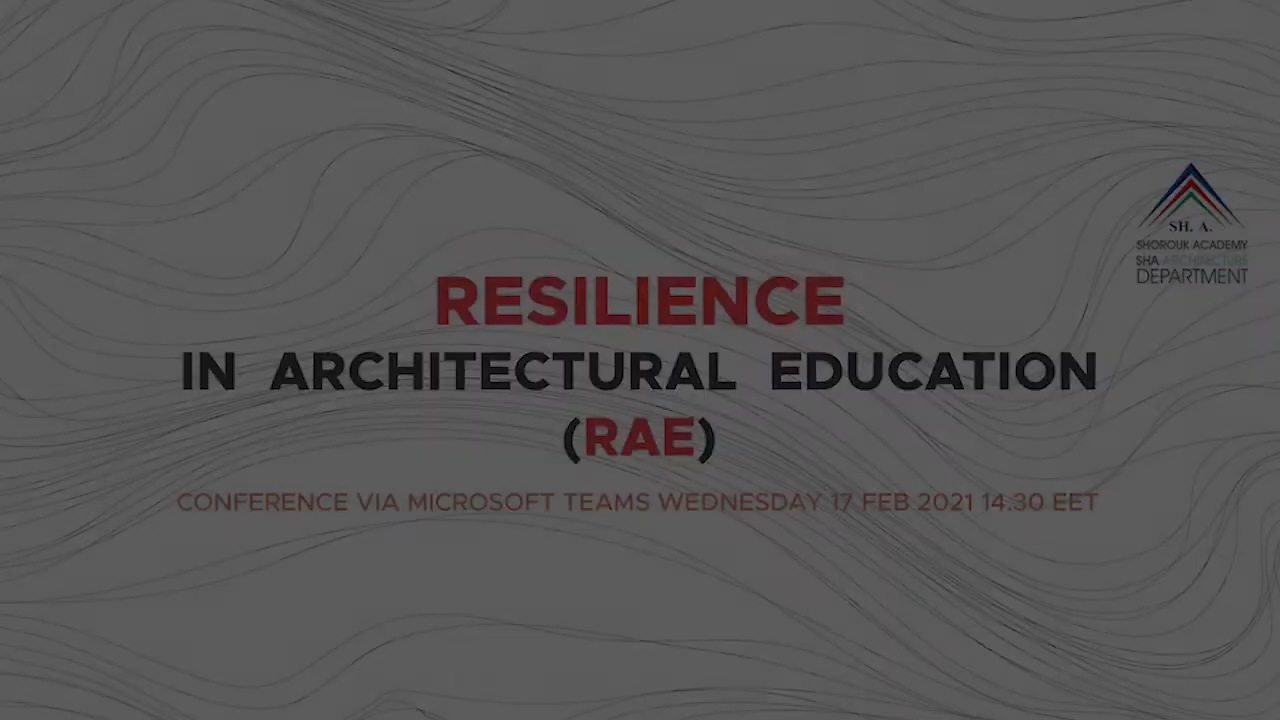 SH. A.
SHOROUK ACADEMY
SHA ARCHITECTURE
DEPARTMENT
RESILIENCE
IN ARCHITECTURAL EDUCATION
(RAE)
CONFERENCE VIA MICROSOFT TEAMS WEDNESDAY 17 FEB 2021 14:30 EET